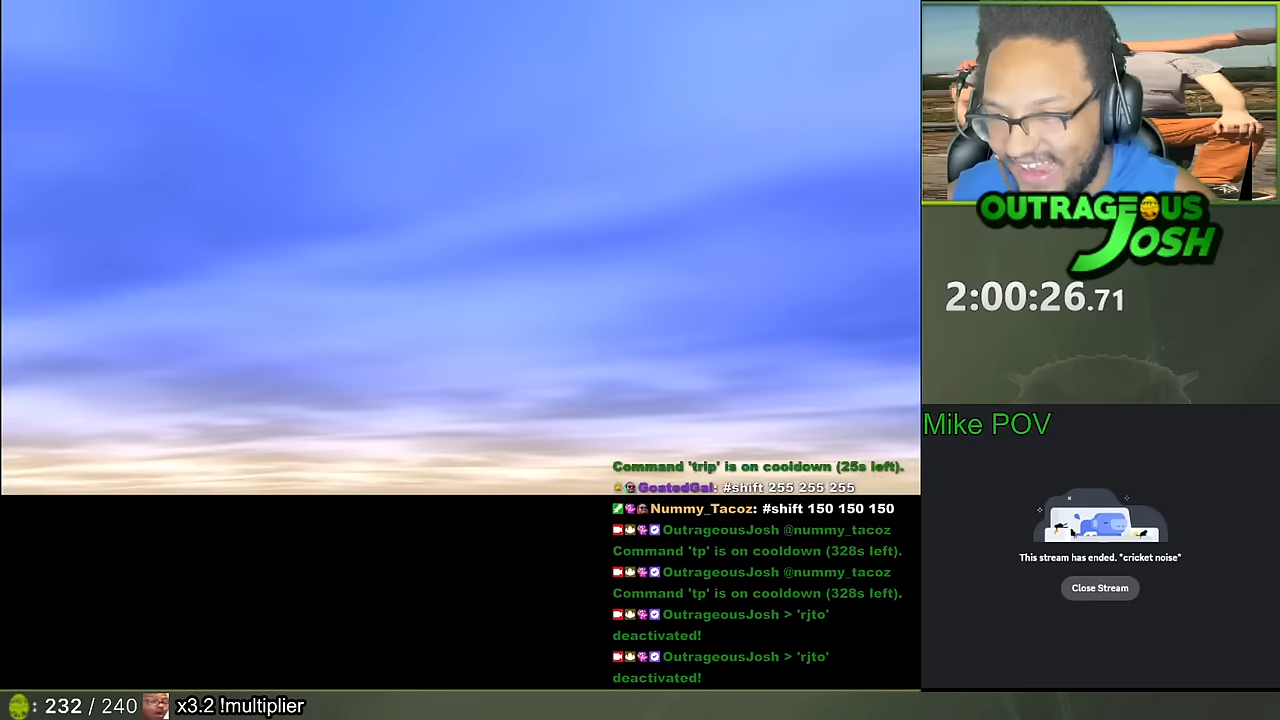 OUTRAGEOUS
JOSH
2:00:26.71
Mike POV
This stream has ended. *cricket noise*
Close Stream
Command 'trip' is on cooldown (25s left).
GoatedGal: #shift 255 255 255
Nummy_Tacoz: #shift 150 150 150
OutrageousJosh @nummy_tacoz
Command 'tp' is on cooldown (328s left).
OutrageousJosh @nummy_tacoz
Command 'tp' is on cooldown (328s left).
OutrageousJosh > 'rjto'
deactivated!
OutrageousJosh > 'rjto'
deactivated!
: 232 / 240 x3.2 !multiplier